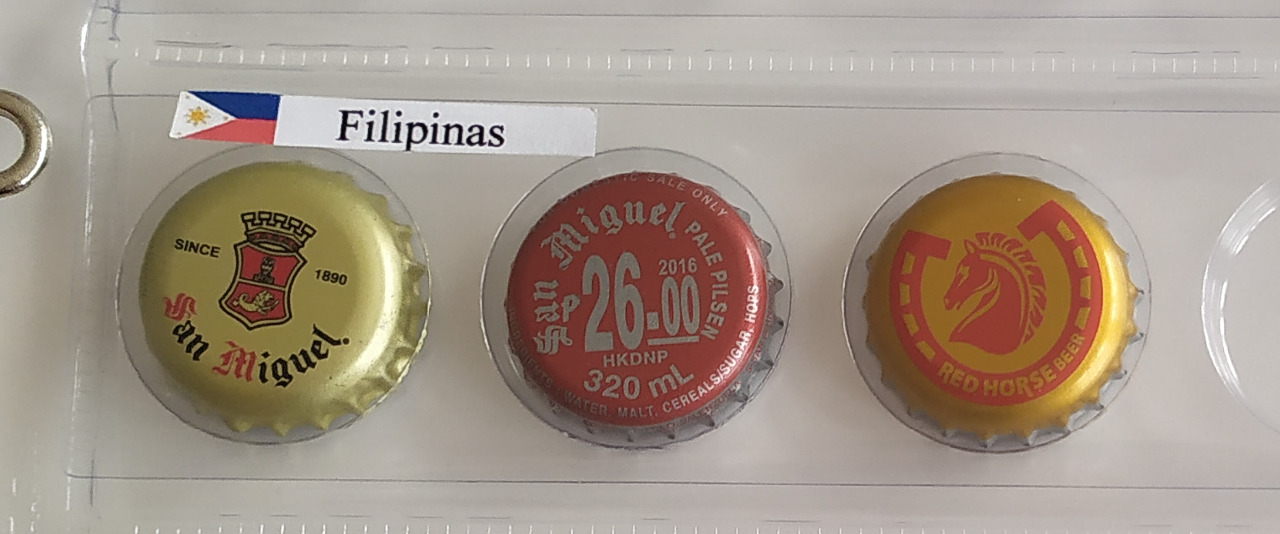 Filipinas
SINCE 1890
San Miguel.
SALE ONLY
San Miguel.
PALE PILSEN
2016
P26.00
HKDNP
320 mL
WATER, MALT, CEREALS/SUGAR, HOPS
RED HORSE BEER